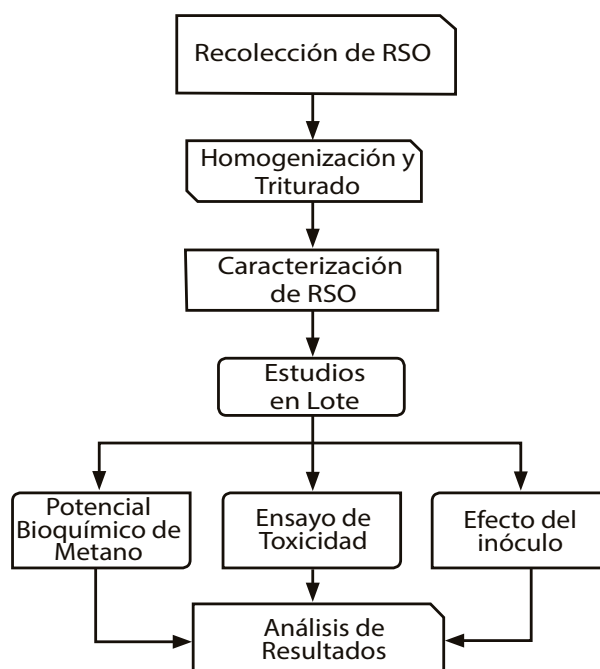 Recolección de RSO
Homogenización y
Triturado
Caracterización
de RSO
Estudios
en Lote
Potencial
Bioquímico de
Metano
Ensayo de
Toxicidad
Efecto del
inóculo
Análisis de
Resultados